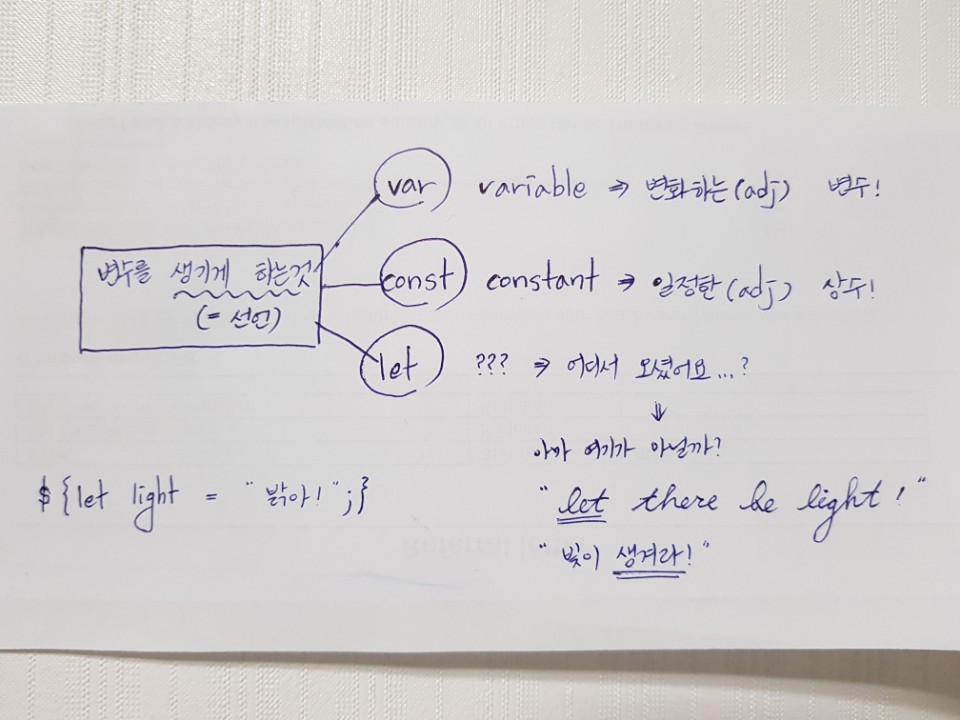 var variable ⇒ 변화하는(adj) 변수!
변수를 생기게 하는것
(= 선언)
const constant ⇒ 일정한(adj) 상수!
let ??? ⇒ 어디서 오셨어요...?
⇓
아마 여기가 아닐까?
${let light = "밝아!";}
"let there be light!"
"빛이 생겨라!"